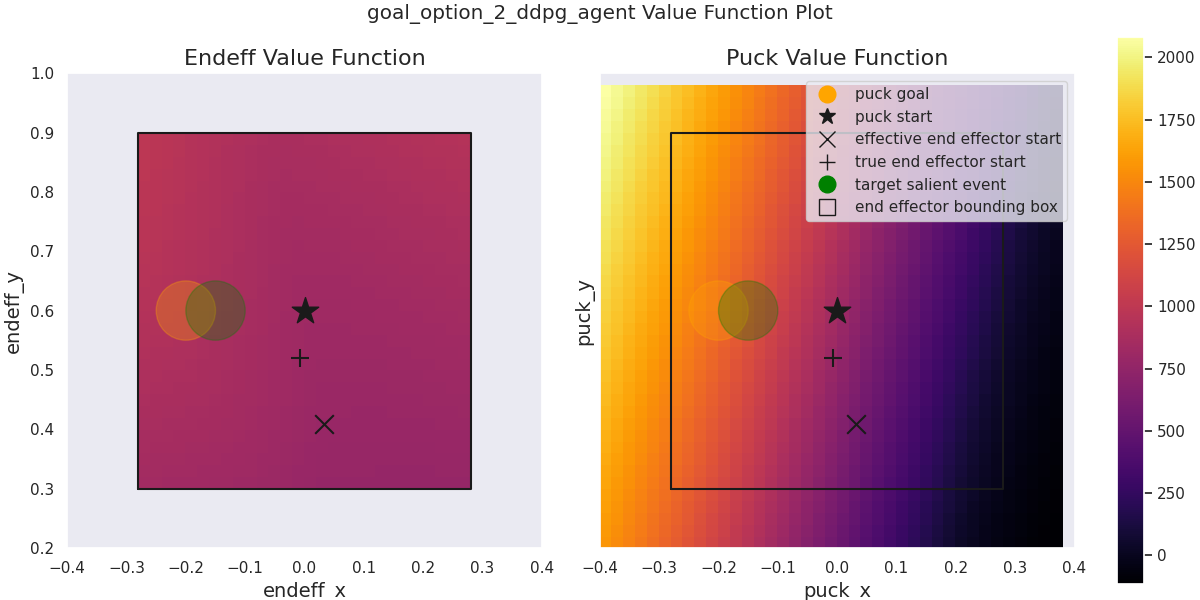 goal_option_2_ddpg_agent Value Function Plot
Endeff Value Function
endeff_y
1.0
0.9
0.8
0.7
0.6
0.5
0.4
0.3
0.2
−0.4 −0.3 −0.2 −0.1 0.0 0.1 0.2 0.3 0.4
endeff_x
Puck Value Function
puck_y
puck goal
puck start
effective end effector start
true end effector start
target salient event
end effector bounding box
−0.4 −0.3 −0.2 −0.1 0.0 0.1 0.2 0.3 0.4
puck_x
2000
1750
1500
1250
1000
750
500
250
0